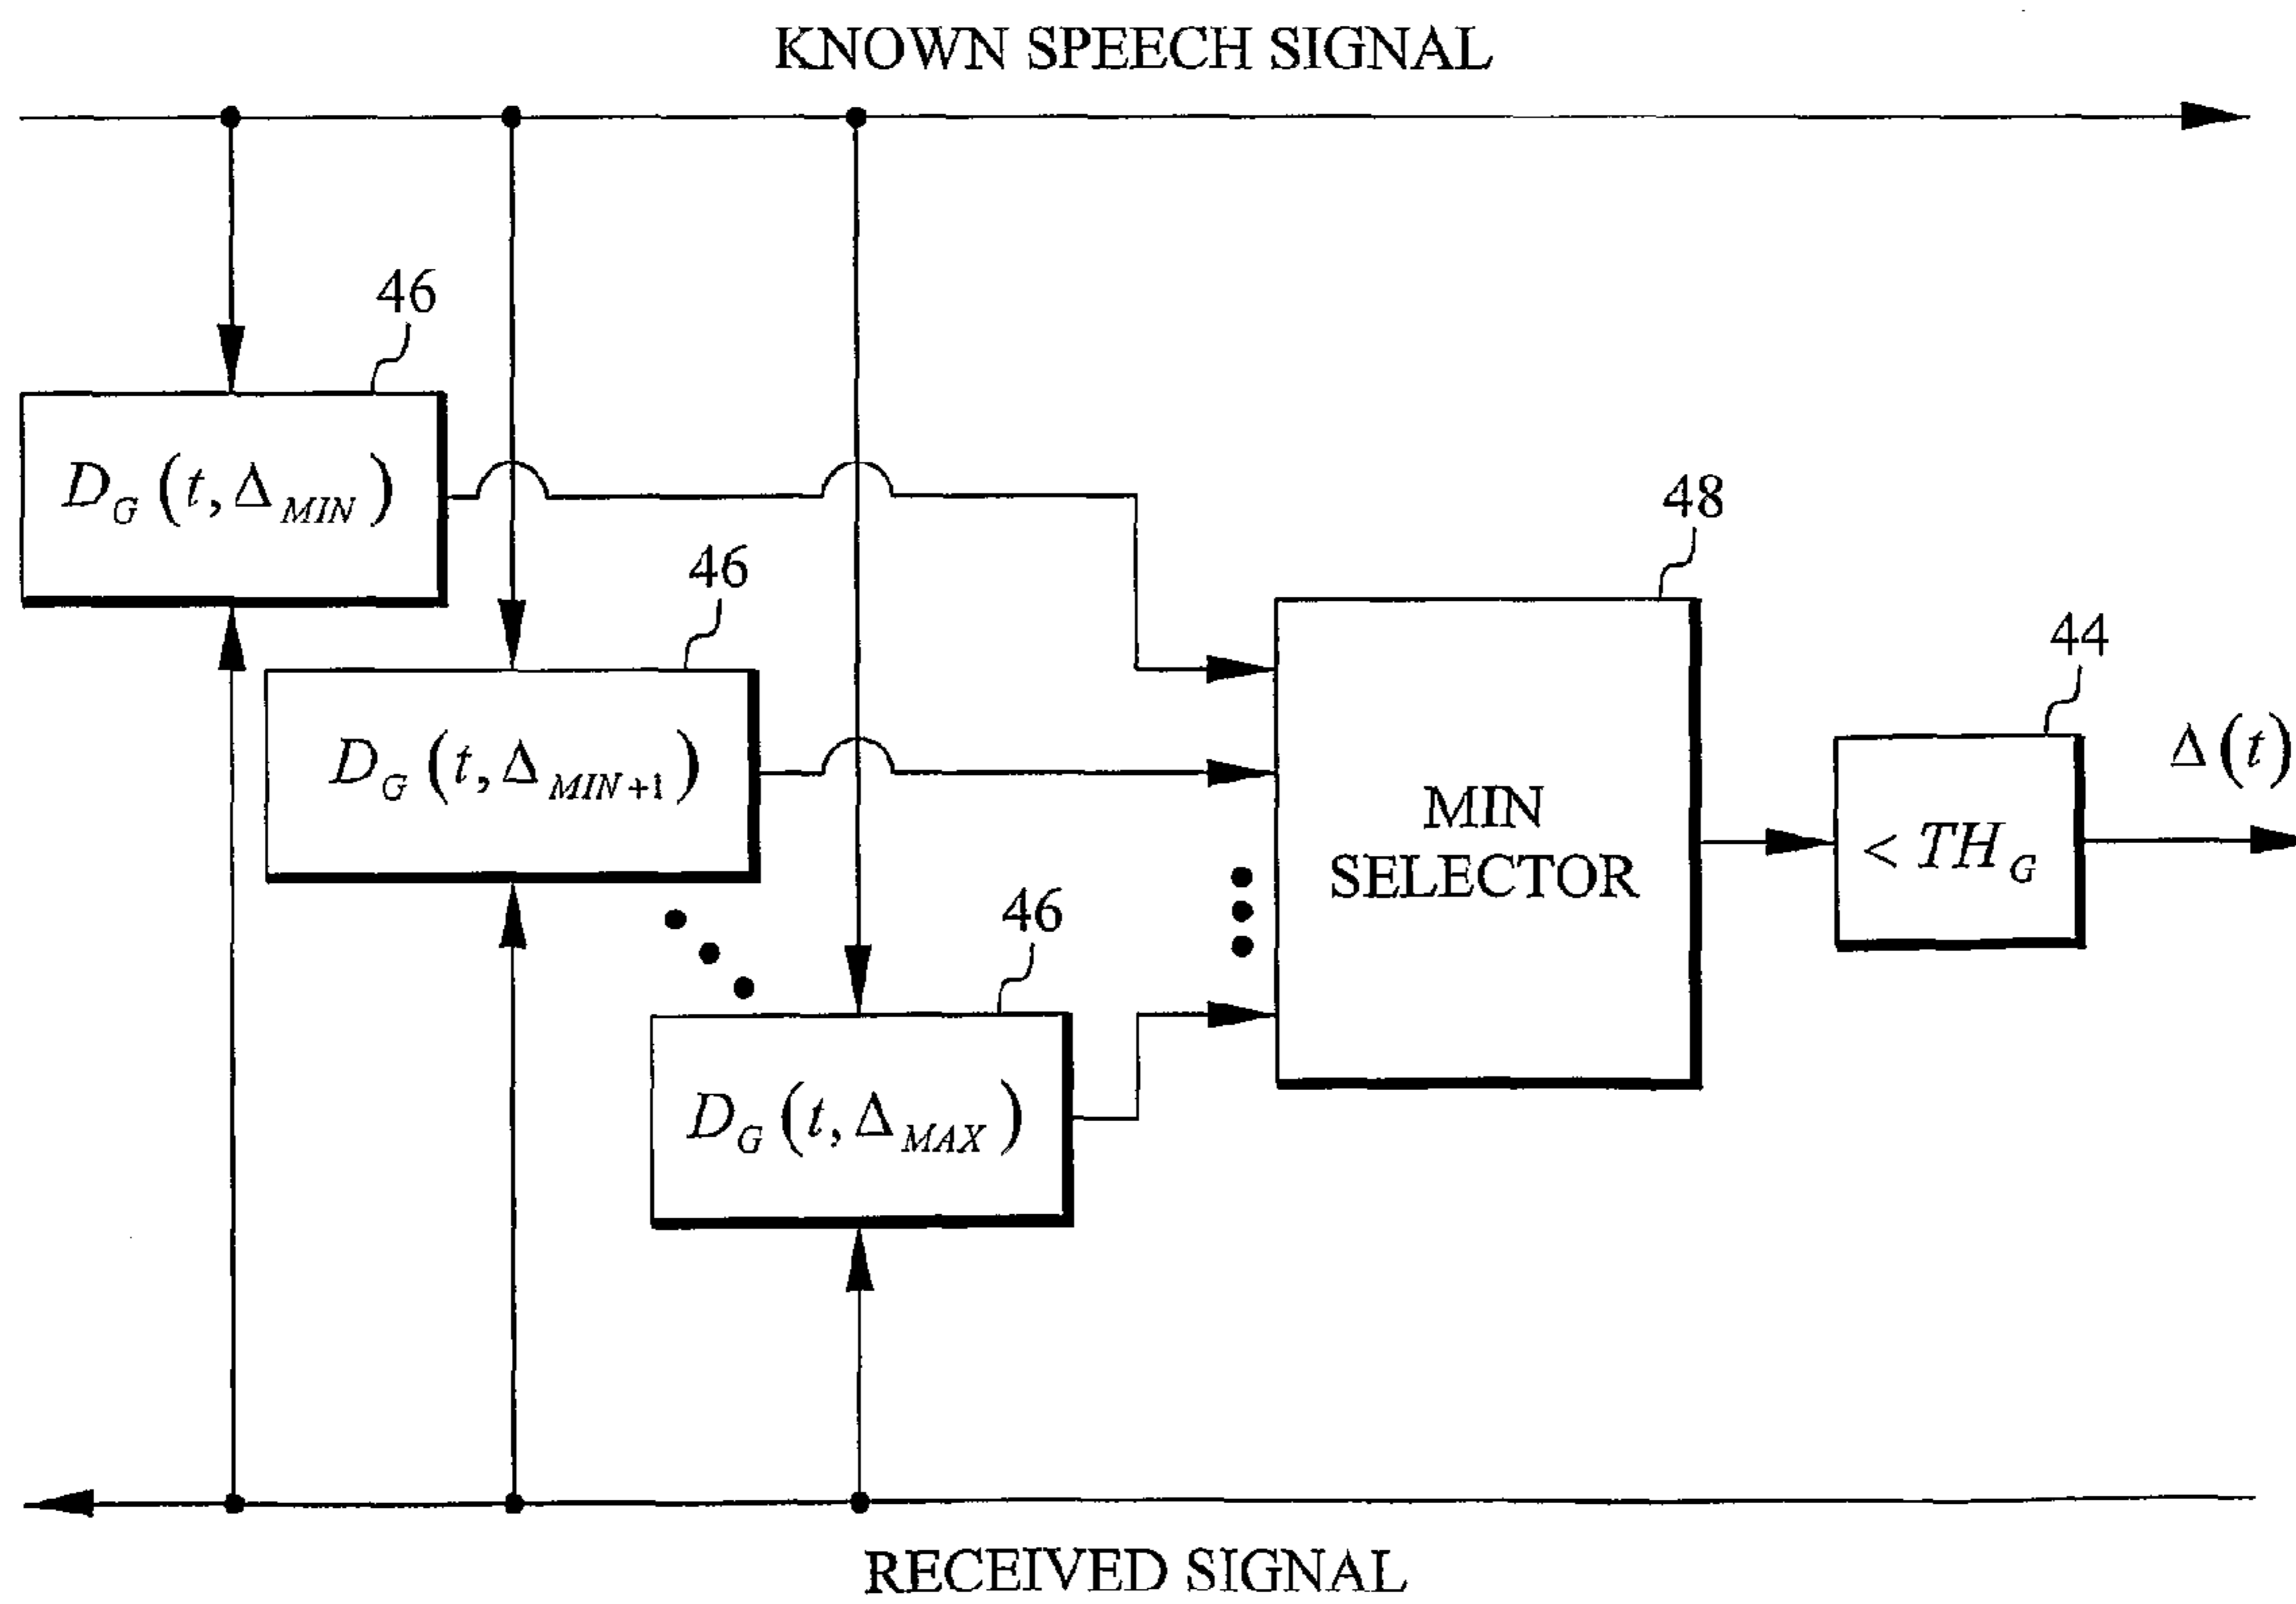 KNOWN SPEECH SIGNAL
46
D_G (t, Δ_MIN)
46
D_G (t, Δ_MIN+1)
46
D_G (t, Δ_MAX)
48
MIN
SELECTOR
44
< TH_G
Δ(t)
RECEIVED SIGNAL